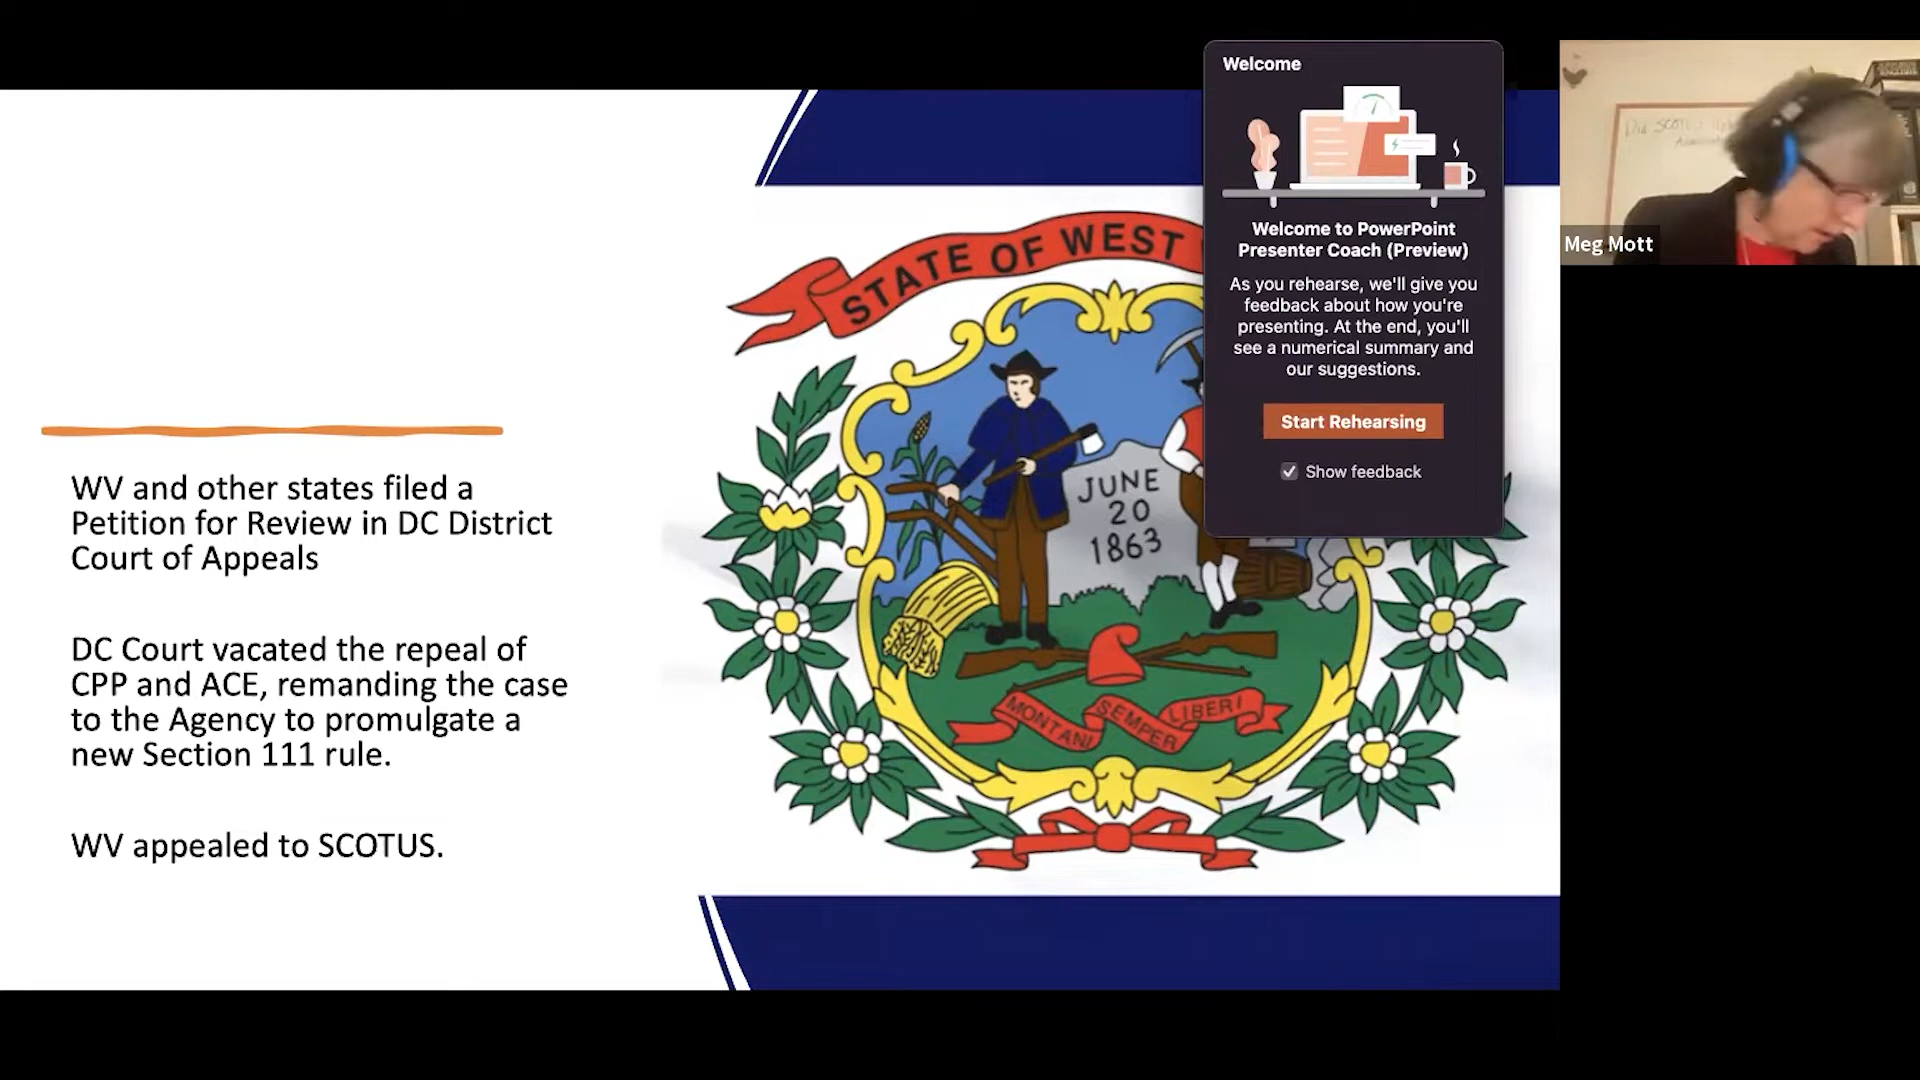 WV and other states filed a
Petition for Review in DC District
Court of Appeals
DC Court vacated the repeal of
CPP and ACE, remanding the case
to the Agency to promulgate a
new Section 111 rule.
WV appealed to SCOTUS.
STATE OF WEST
JUNE
20
1863
MONTANI SEMPER LIBERI
Welcome
Welcome to PowerPoint
Presenter Coach (Preview)
As you rehearse, we'll give you
feedback about how you're
presenting. At the end, you'll
see a numerical summary and
our suggestions.
Start Rehearsing
Show feedback
Meg Mott